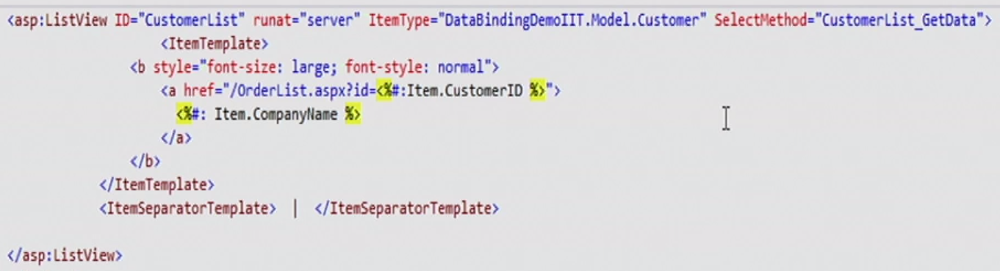 <asp:ListView ID="CustomerList" runat="server" ItemType="DataBindingDemoIIT.Model.Customer" SelectMethod="CustomerList_GetData">
<ItemTemplate>
<b style="font-size: large; font-style: normal">
<a href="/OrderList.aspx?id=<%#:Item.CustomerID %>">
<%#: Item.CompanyName %>
</a>
</b>
</ItemTemplate>
<ItemSeparatorTemplate> | </ItemSeparatorTemplate>
</asp:ListView>